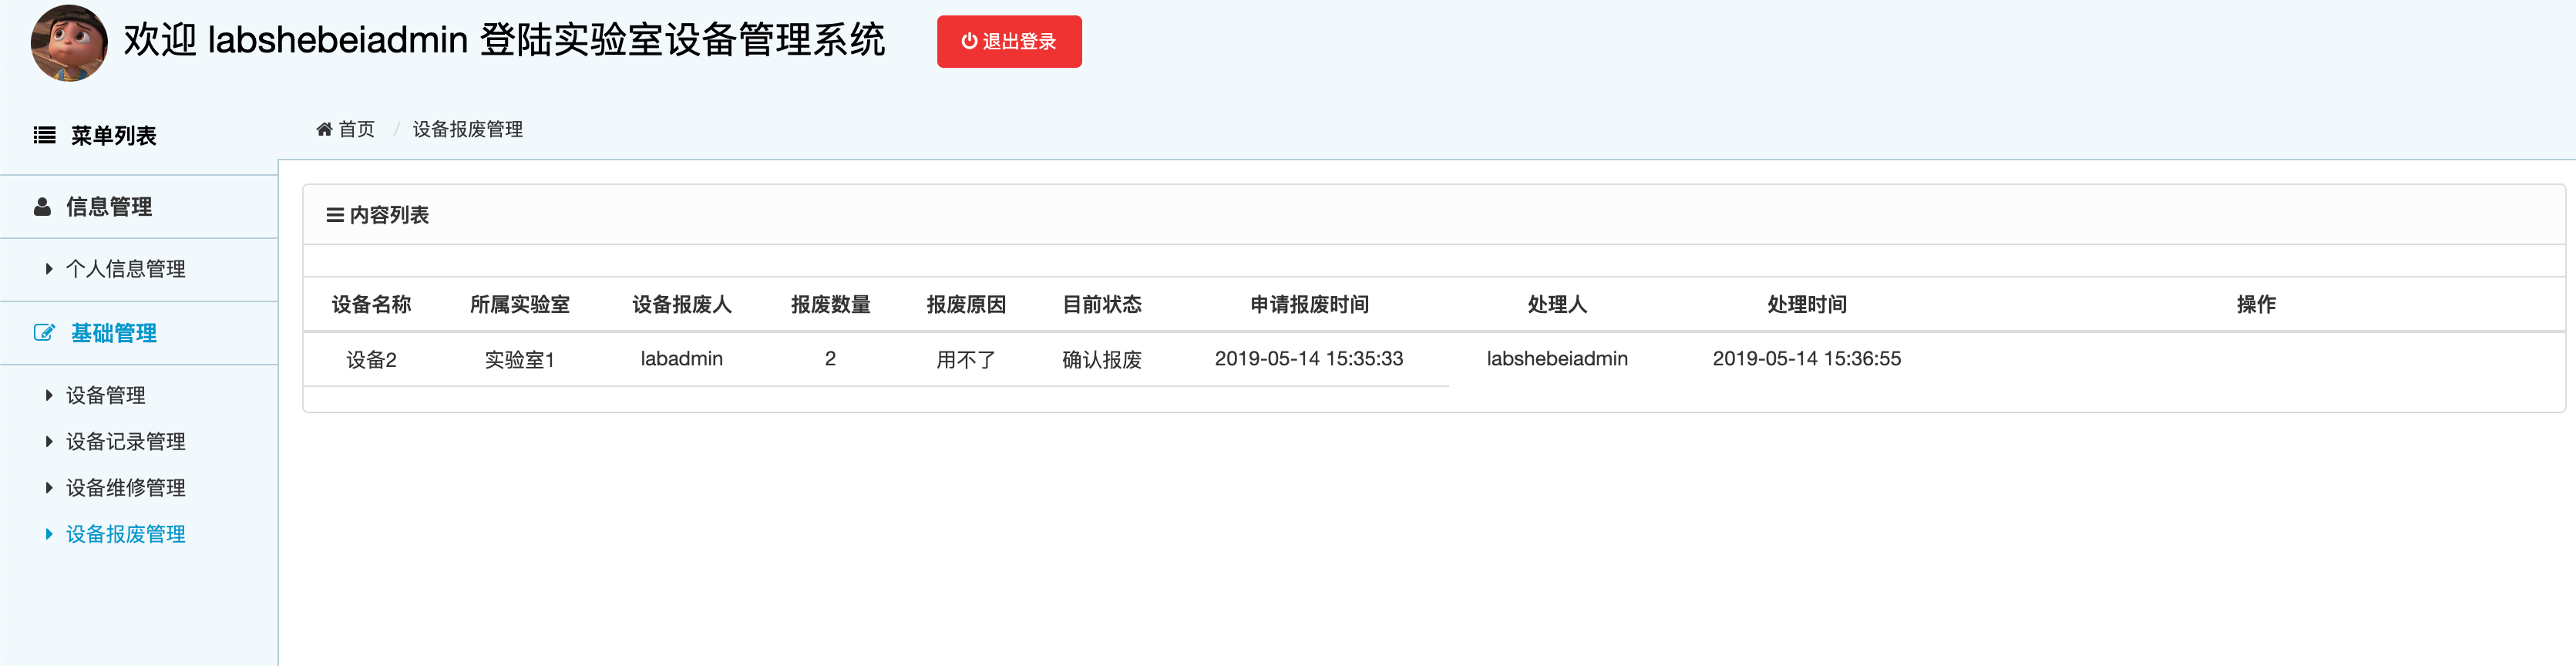 欢迎 labshebeiadmin 登陆实验室设备管理系统 退出登录
菜单列表
首页 / 设备报废管理
信息管理
个人信息管理
基础管理
设备管理
设备记录管理
设备维修管理
设备报废管理
内容列表
设备名称 所属实验室 设备报废人 报废数量 报废原因 目前状态 申请报废时间 处理人 处理时间 操作
设备2 实验室1 labadmin 2 用不了 确认报废 2019-05-14 15:35:33 labshebeiadmin 2019-05-14 15:36:55